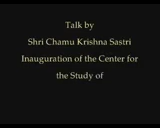 Talk by
Shri Chamu Krishna Sastri
Inauguration of the Center for
the Study of